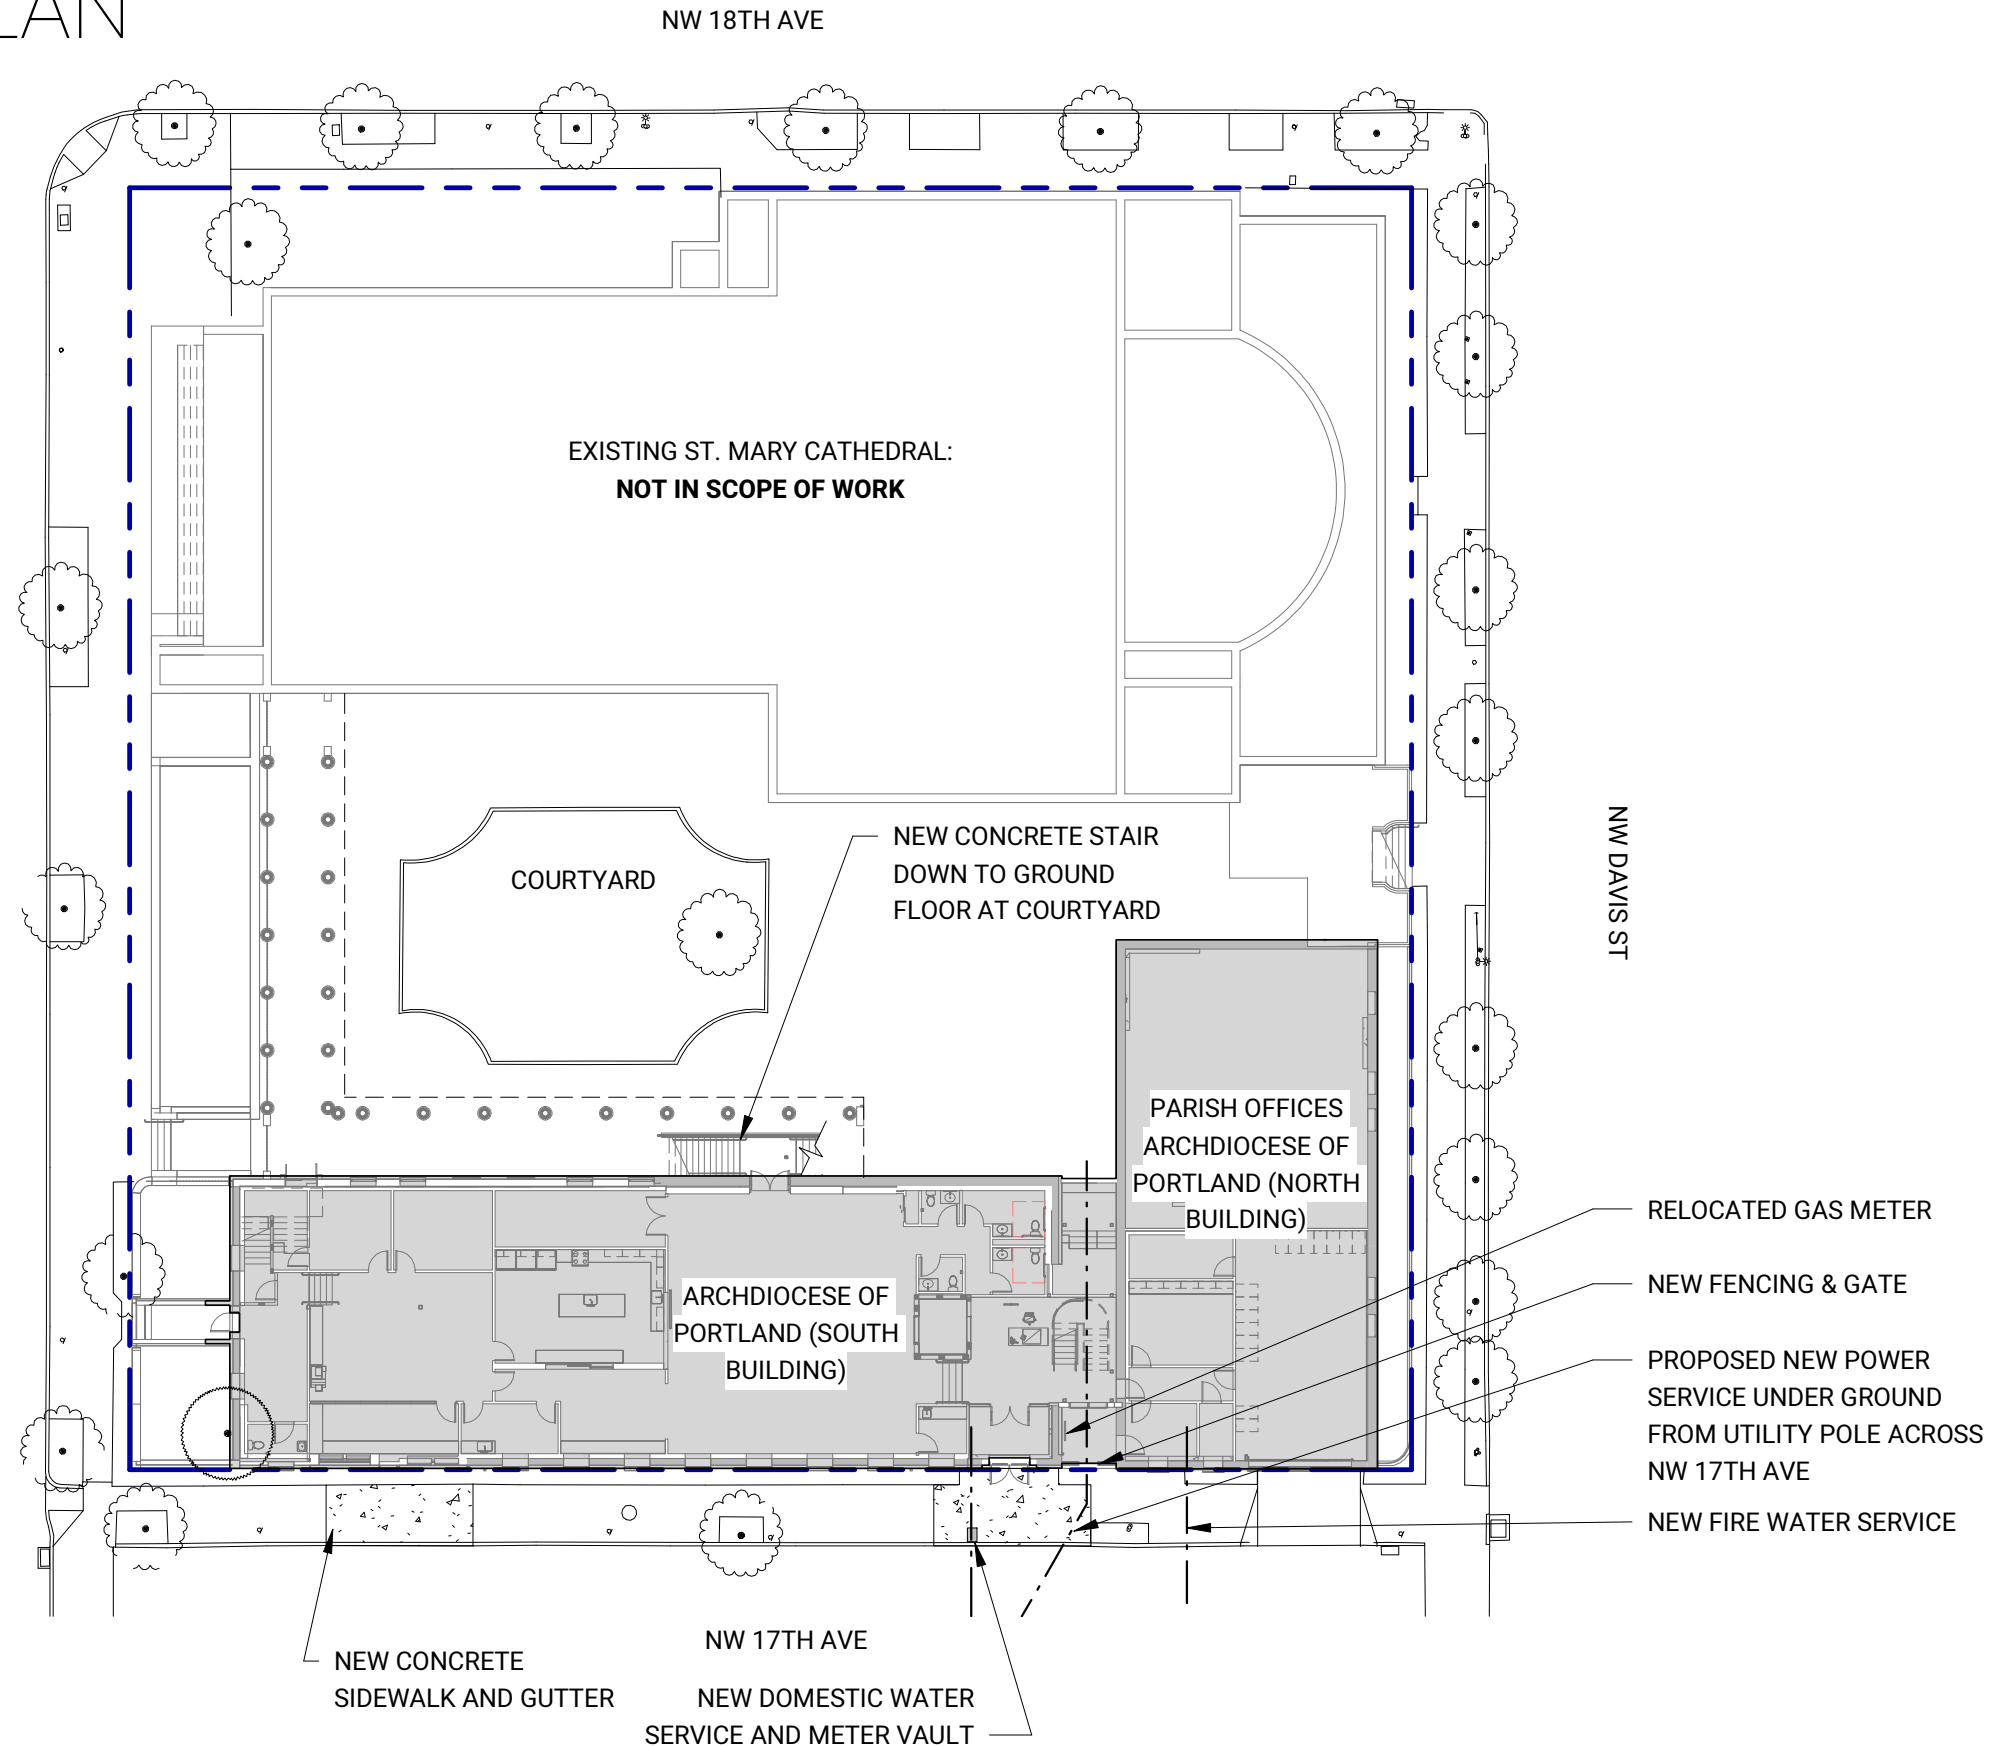 LAN
NW 18TH AVE
EXISTING ST. MARY CATHEDRAL:
NOT IN SCOPE OF WORK
NEW CONCRETE STAIR
DOWN TO GROUND
FLOOR AT COURTYARD
COURTYARD
NW DAVIS ST
PARISH OFFICES
ARCHDIOCESE OF
PORTLAND (NORTH
BUILDING)
ARCHDIOCESE OF
PORTLAND (SOUTH
BUILDING)
RELOCATED GAS METER
NEW FENCING & GATE
PROPOSED NEW POWER
SERVICE UNDER GROUND
FROM UTILITY POLE ACROSS
NW 17TH AVE
NEW FIRE WATER SERVICE
NW 17TH AVE
NEW CONCRETE
SIDEWALK AND GUTTER
NEW DOMESTIC WATER
SERVICE AND METER VAULT